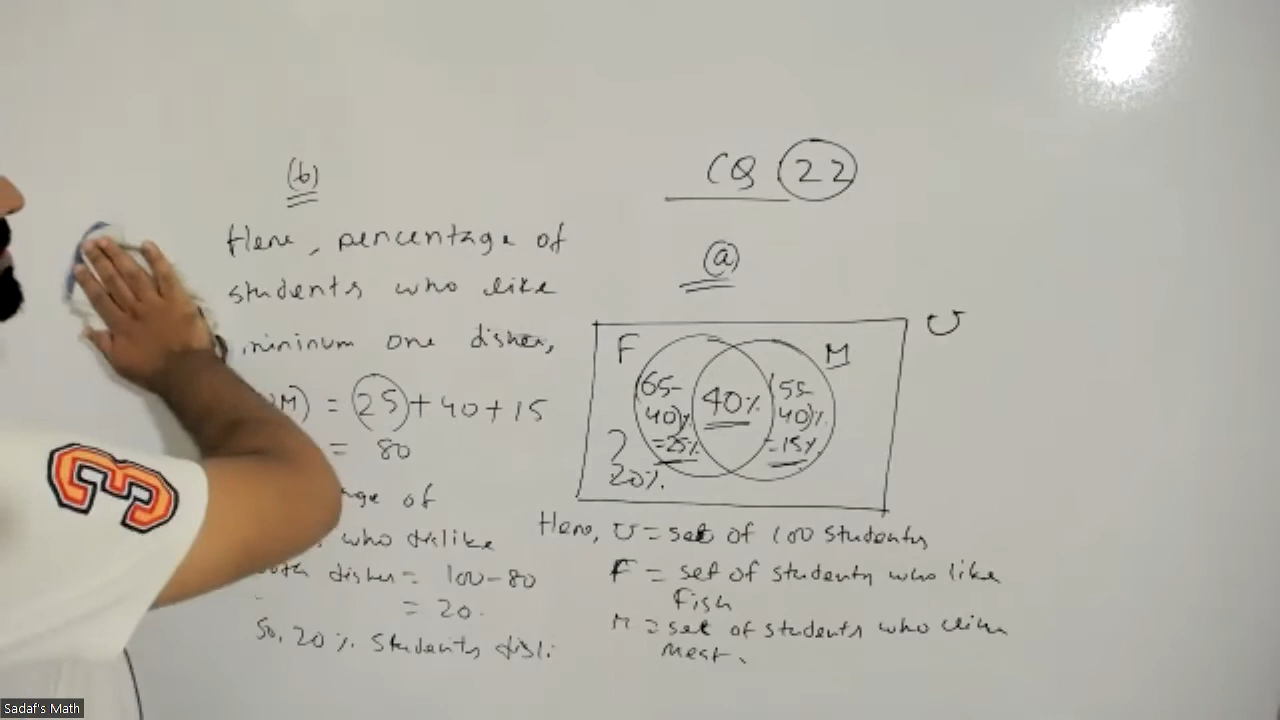 CQ 22
(a)
U
F
M
(65-
40)%
=25%
40%
(55-
40)%
=15%
20%.
Here, U = set of 100 students
F = set of students who like
Fish
M = set of students who like
Meat.
(b)
Here, percentage of
students who like
mininum one dishes,
M) = 25 + 40 + 15
= 80
age of
who dislike
dishes = 100 - 80
= 20.
So, 20%. students disli
3
Sadaf's Math